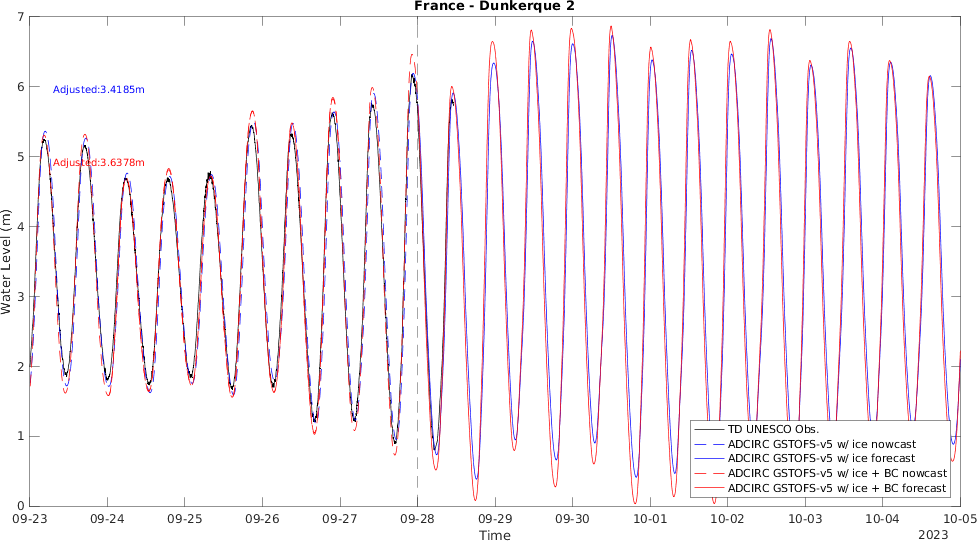 France - Dunkerque 2
7
6
5
4
3
2
1
0
Water Level (m)
Adjusted:3.4185m
Adjusted:3.6378m
TD UNESCO Obs.
ADCIRC GSTOFS-v5 w/ ice nowcast
ADCIRC GSTOFS-v5 w/ ice forecast
ADCIRC GSTOFS-v5 w/ ice + BC nowcast
ADCIRC GSTOFS-v5 w/ ice + BC forecast
09-23 09-24 09-25 09-26 09-27 09-28 09-29 09-30 10-01 10-02 10-03 10-04 10-05
Time
2023